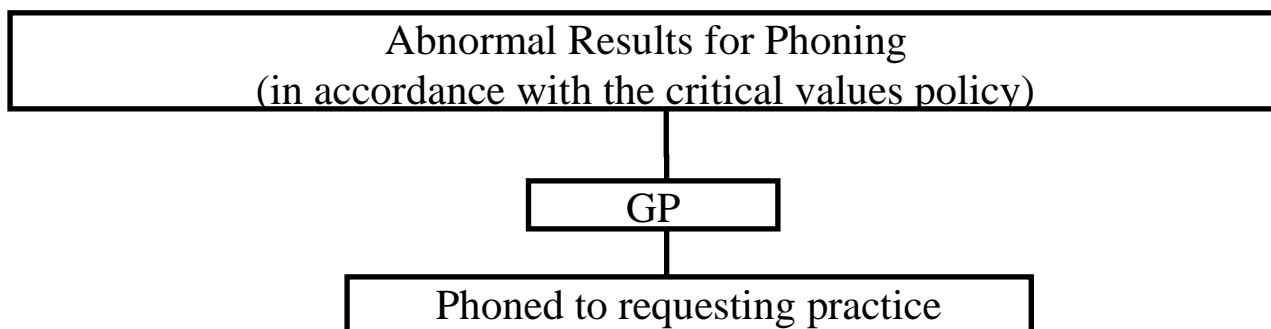 Abnormal Results for Phoning
(in accordance with the critical values policy)
GP
Phoned to requesting practice